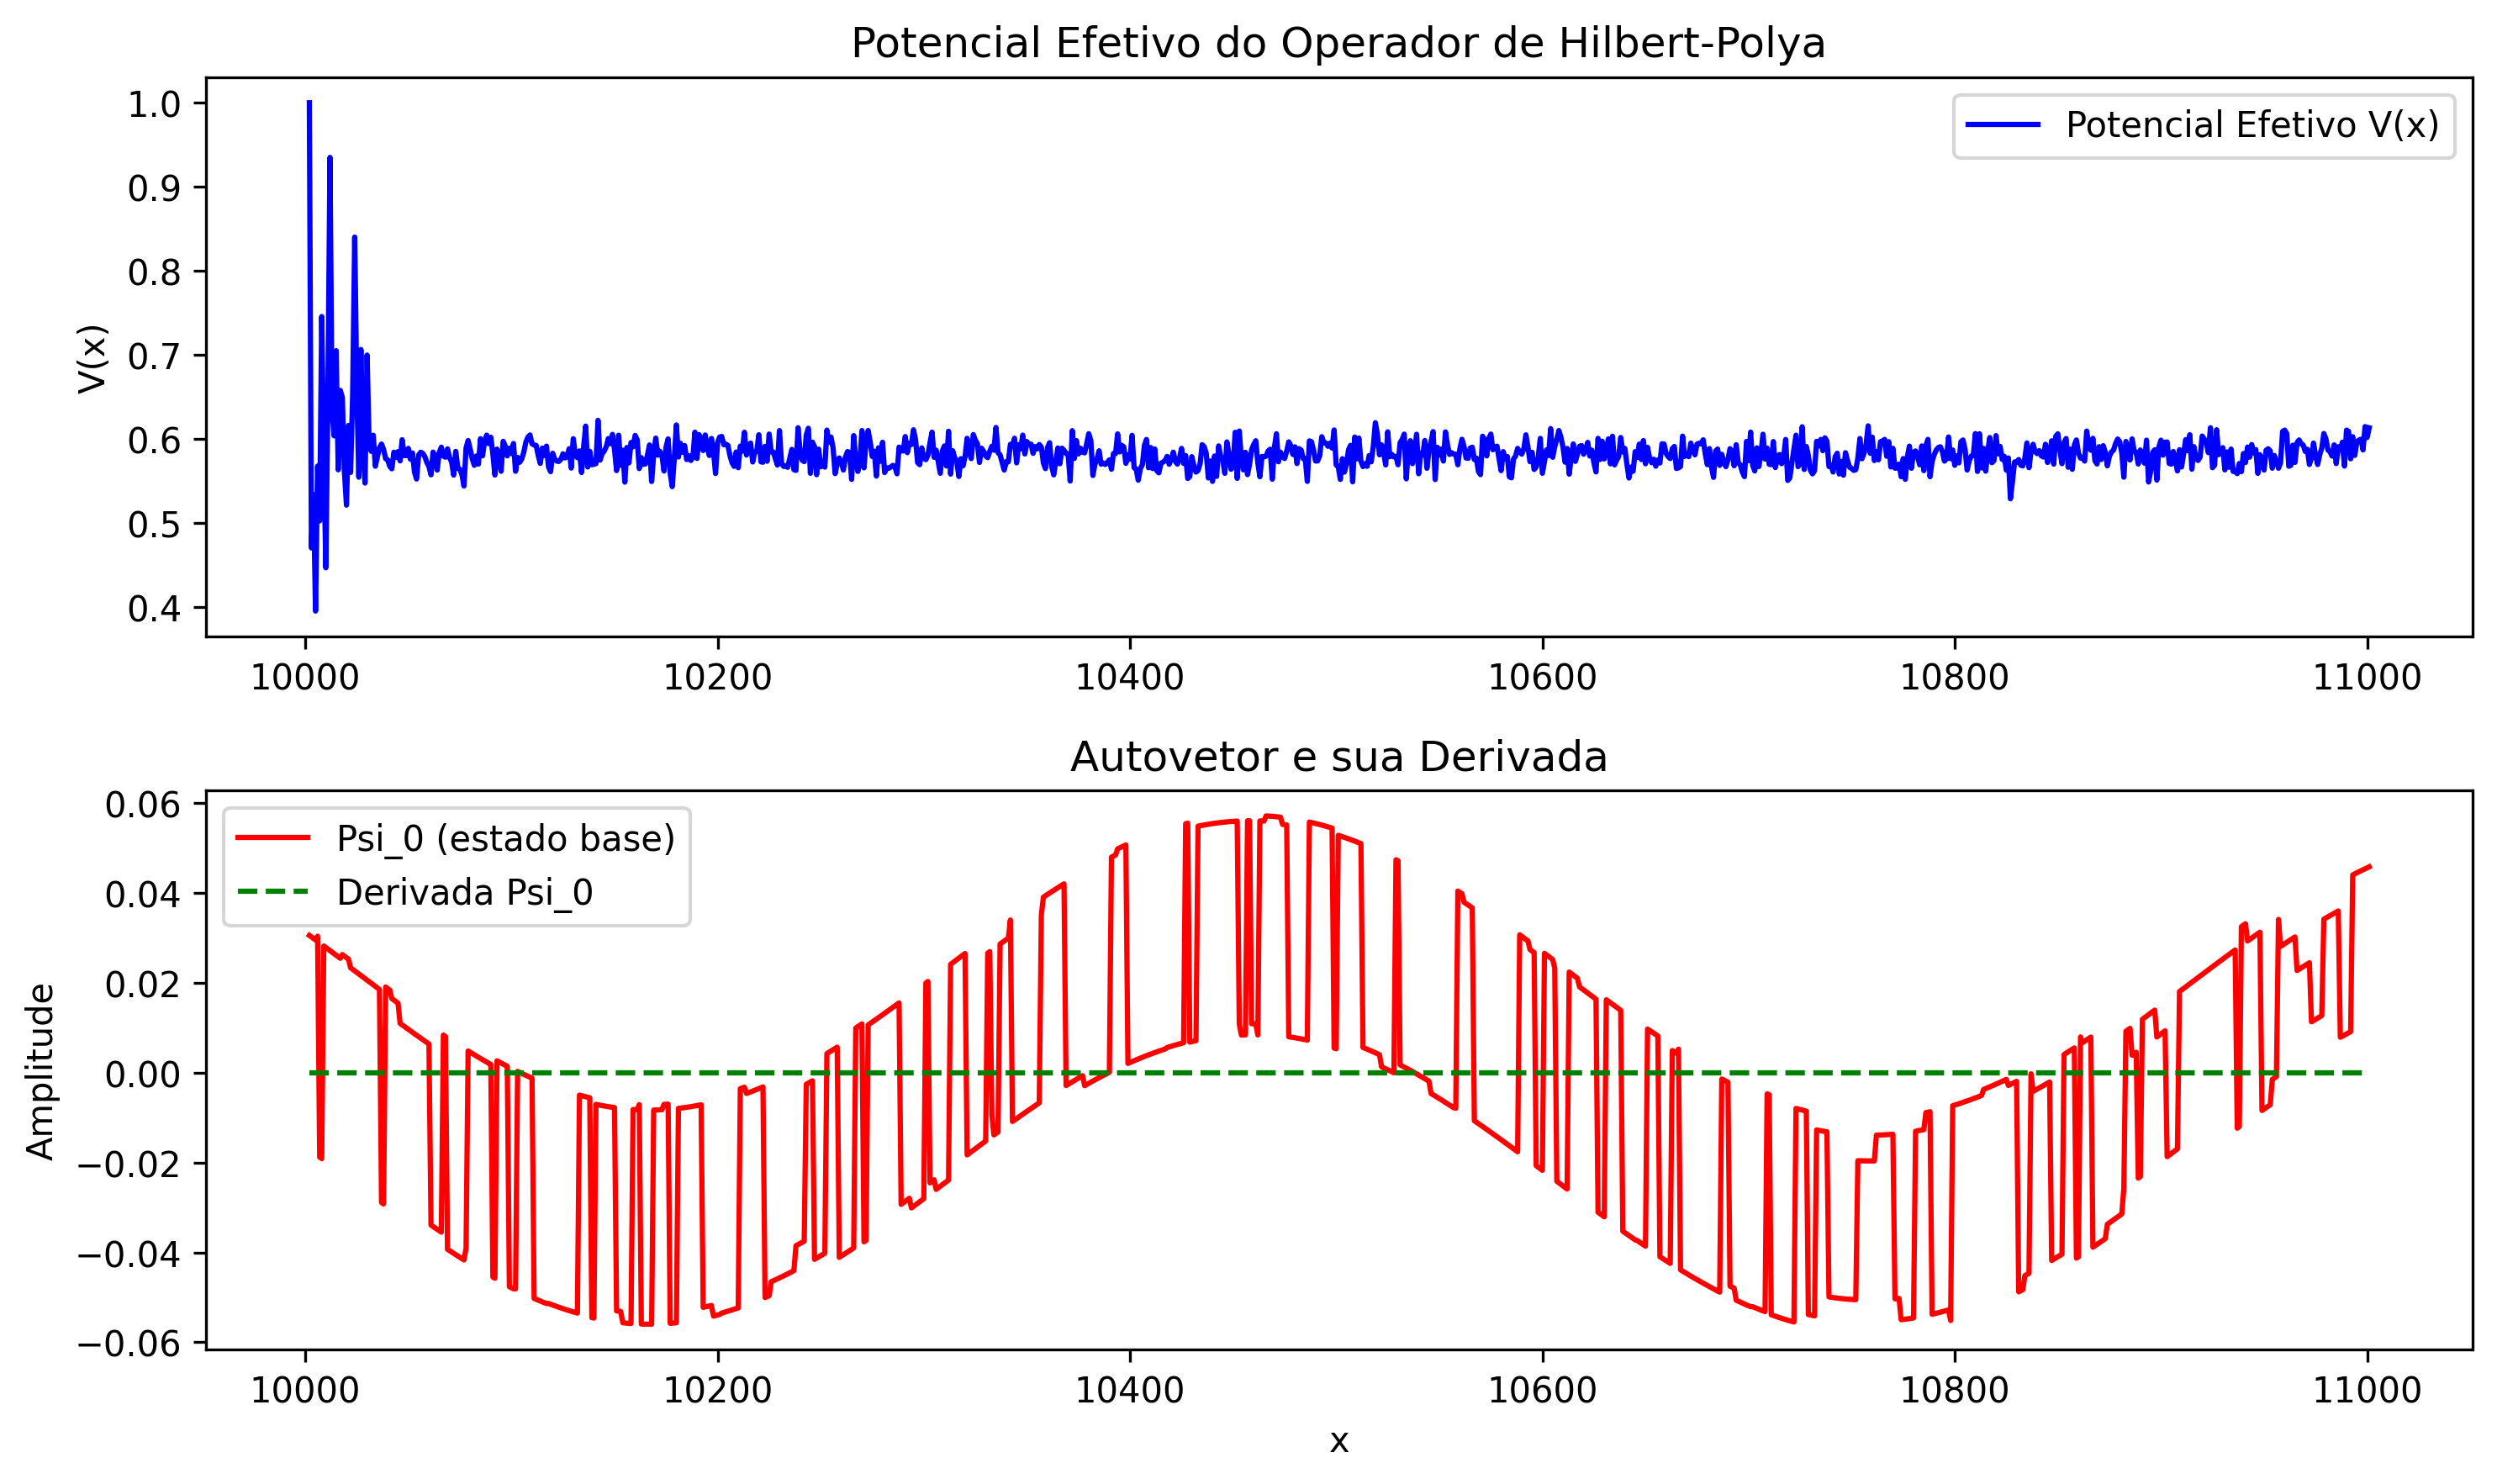 Potencial Efetivo do Operador de Hilbert-Polya
Potencial Efetivo V(x)
V(x)
1.0
0.9
0.8
0.7
0.6
0.5
0.4
10000 10200 10400 10600 10800 11000
Autovetor e sua Derivada
Psi_0 (estado base)
Derivada Psi_0
Amplitude
0.06
0.04
0.02
0.00
−0.02
−0.04
−0.06
10000 10200 10400 10600 10800 11000
x